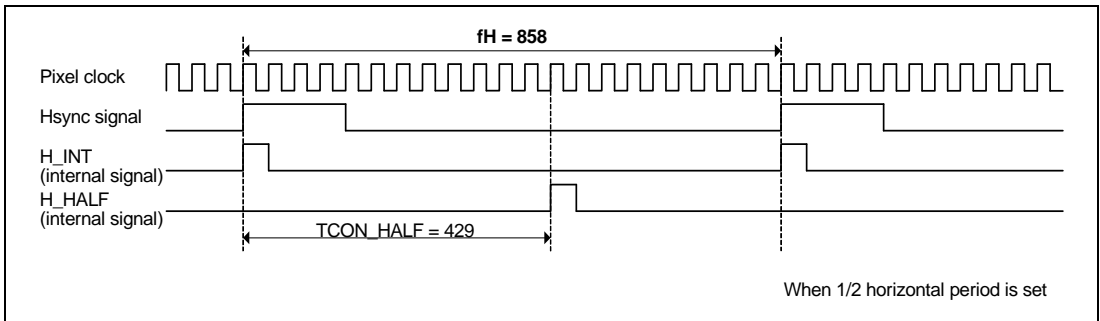 fH = 858
Pixel clock
Hsync signal
H_INT
(internal signal)
H_HALF
(internal signal)
TCON_HALF = 429
When 1/2 horizontal period is set